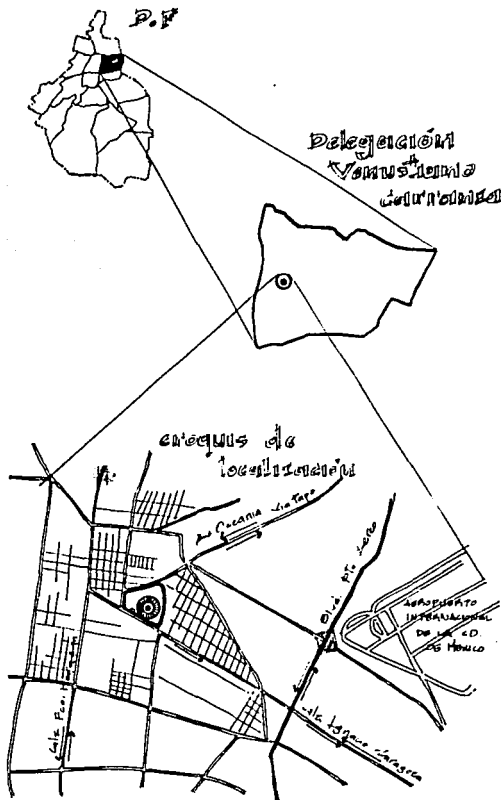 D.F
Delegación
Venustiano
Carranza
croquis de
localización
Av
Blvd. Pto Aereo
AEROPUERTO
INTERNACIONAL
DE LA CD.
DE MEXICO
Calz Ignacio Zaragoza
Calz